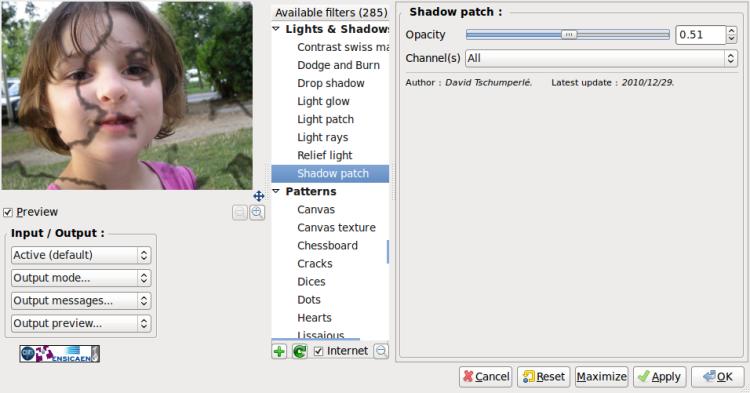 Available filters (285)
Lights & Shadows
Contrast swiss ma
Dodge and Burn
Drop shadow
Light glow
Light patch
Light rays
Relief light
Shadow patch
Patterns
Canvas
Canvas texture
Chessboard
Cracks
Dices
Dots
Hearts
Lissajous
Internet
Preview
Input / Output :
Active (default)
Output mode...
Output messages...
Output preview...
ENSICAEN
Shadow patch :
Opacity
0.51
Channel(s)
All
Author : David Tschumperlé. Latest update : 2010/12/29.
Cancel
Reset
Maximize
Apply
OK